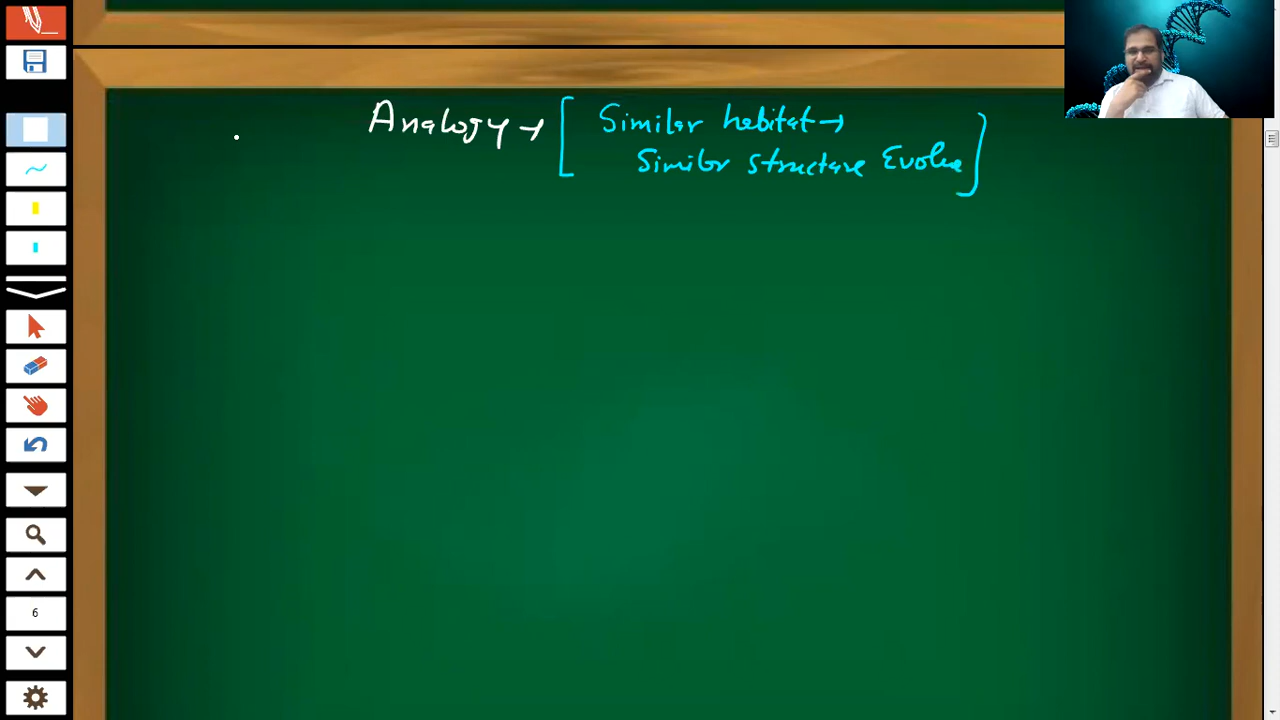 Analogy → [ Similar habitat →
Similar structure Evolve ]
6